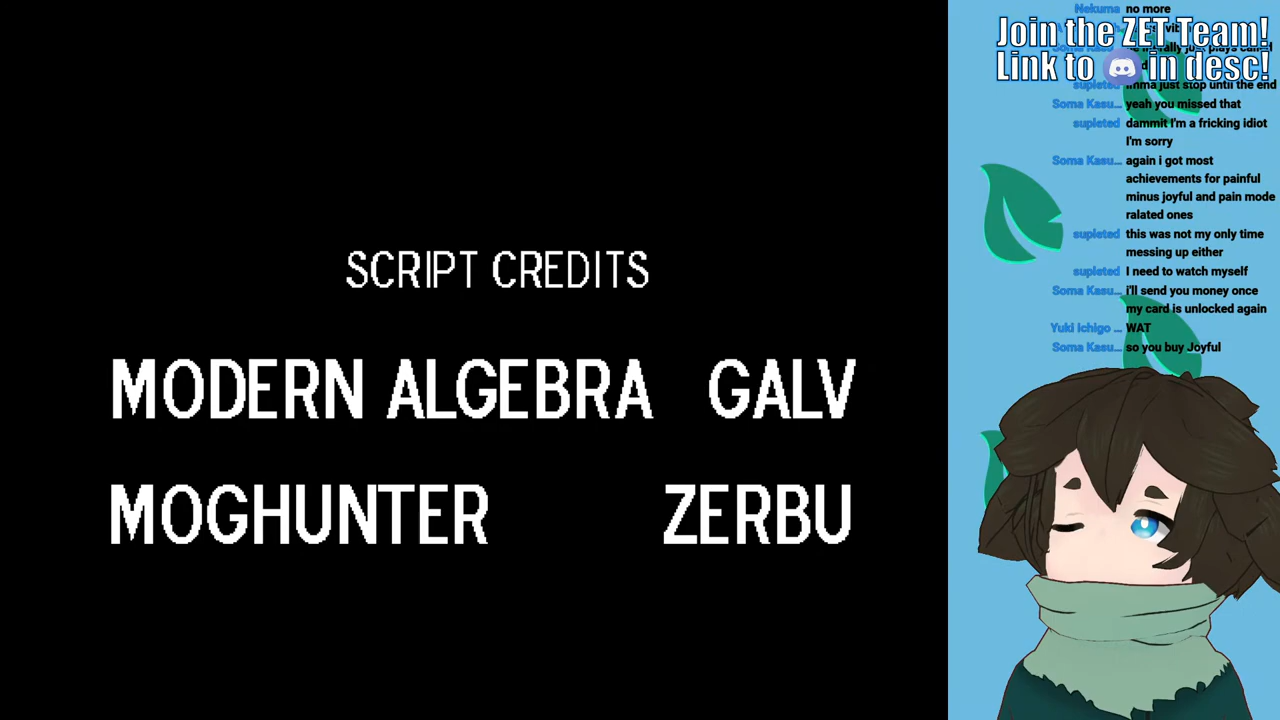 SCRIPT CREDITS
MODERN ALGEBRA GALV
MOGHUNTER ZERBU
Join the ZET Team!
Link to in desc!
Nekuma no more
supleted imma just stop until the end
Soma Kasu... yeah you missed that
supleted dammit I'm a fricking idiot
I'm sorry
Soma Kasu... again i got most
achievements for painful
minus joyful and pain mode
ralated ones
supleted this was not my only time
messing up either
supleted I need to watch myself
Soma Kasu... i'll send you money once
my card is unlocked again
Yuki Ichigo ... WAT
Soma Kasu... so you buy Joyful